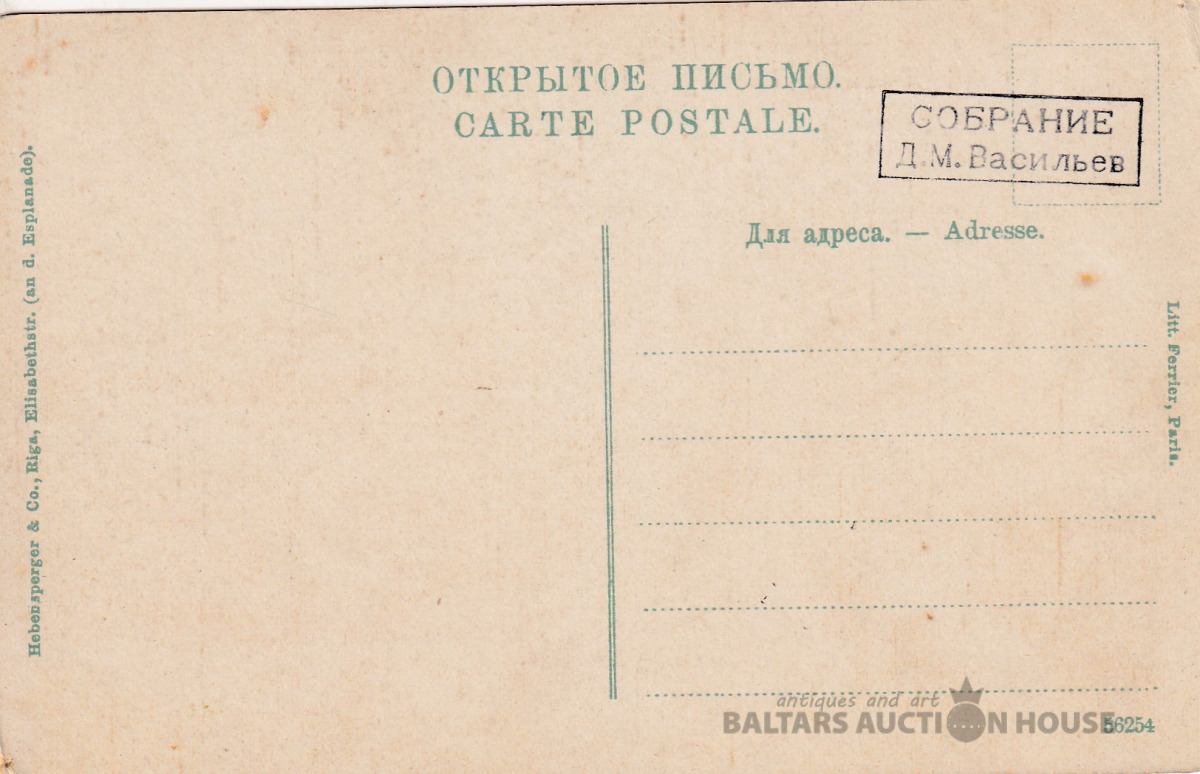 ОТКРЫТОЕ ПИСЬМО.
CARTE POSTALE.
СОБРАНИЕ
Д.М.Васильев
Для адреса. — Adresse.
Hebensperger & Co., Riga, Elisabethstr. (an d. Esplanade).
Litt. Ferrier, Paris.
antiques and art
BALTARS AUCTION HOUSE
56254